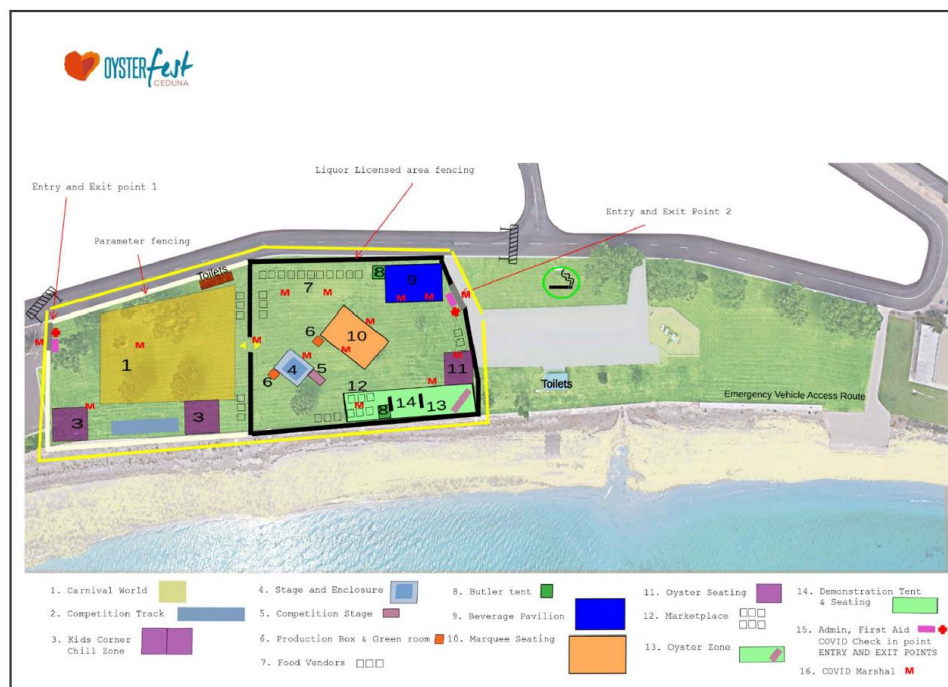 OYSTER fest
CEDUNA
Liquor Licensed area fencing
Entry and Exit point 1
Entry and Exit Point 2
Parameter fencing
Toilets
8
9
7
M
M
M
M
M
M
M
6
10
M
M
1
M
M
M
4
5
6
11
M
12
M
3
M
3
8
14
13
Toilets
Emergency Vehicle Access Route
1. Carnival World
2. Competition Track
3. Kids Corner
Chill Zone
4. Stage and Enclosure
5. Competition Stage
6. Production Box & Green room
7. Food Vendors
8. Butler tent
9. Beverage Pavilion
10. Marquee Seating
11. Oyster Seating
12. Marketplace
13. Oyster Zone
14. Demonstration Tent
& Seating
15. Admin, First Aid
COVID Check in point
ENTRY AND EXIT POINTS
16. COVID Marshal M